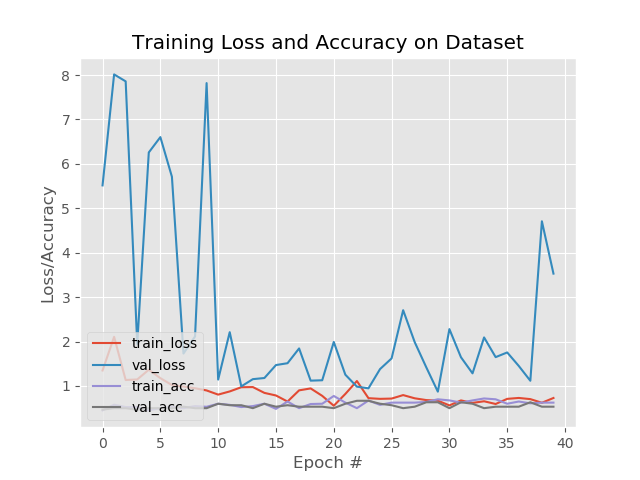 Training Loss and Accuracy on Dataset
8
7
6
5
4
3
2
1
Loss/Accuracy
train_loss
val_loss
train_acc
val_acc
0 5 10 15 20 25 30 35 40
Epoch #